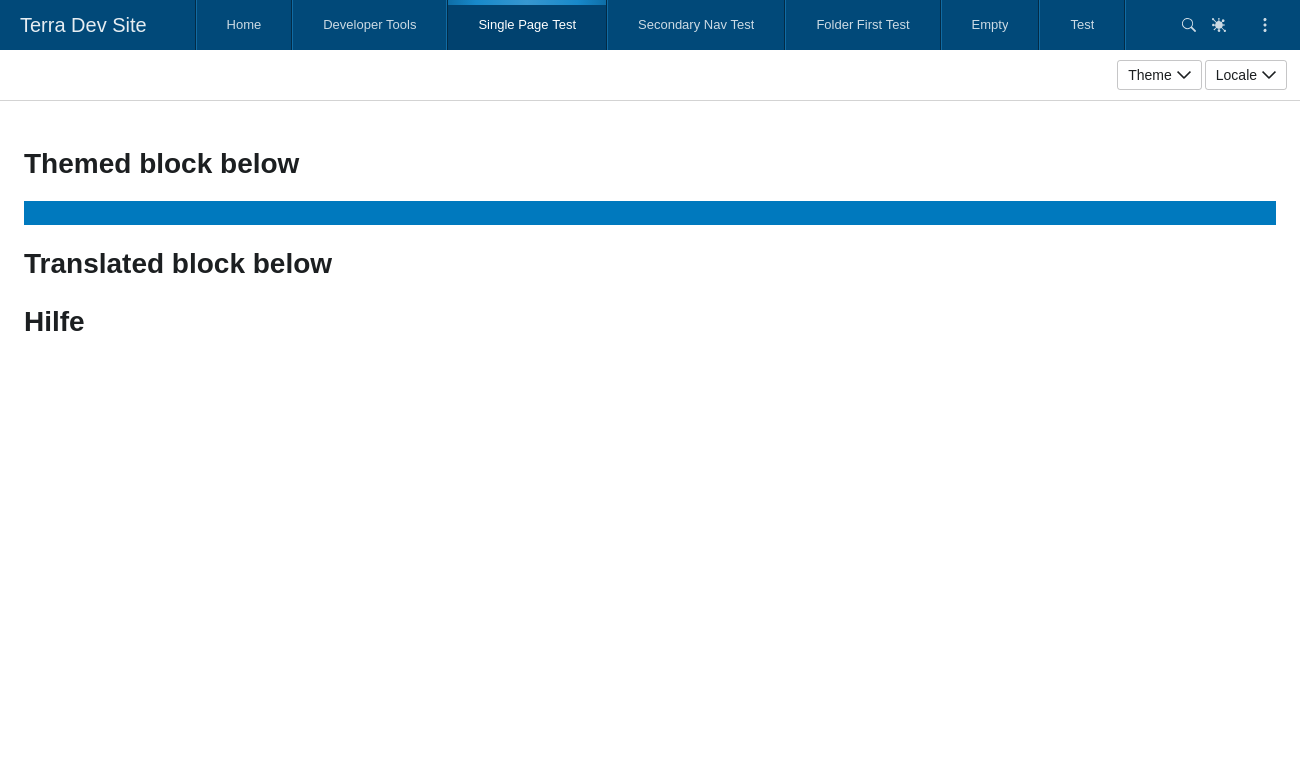 Terra Dev Site
Home
Developer Tools
Single Page Test
Secondary Nav Test
Folder First Test
Empty
Test
Theme
Locale
Themed block below
Translated block below
Hilfe